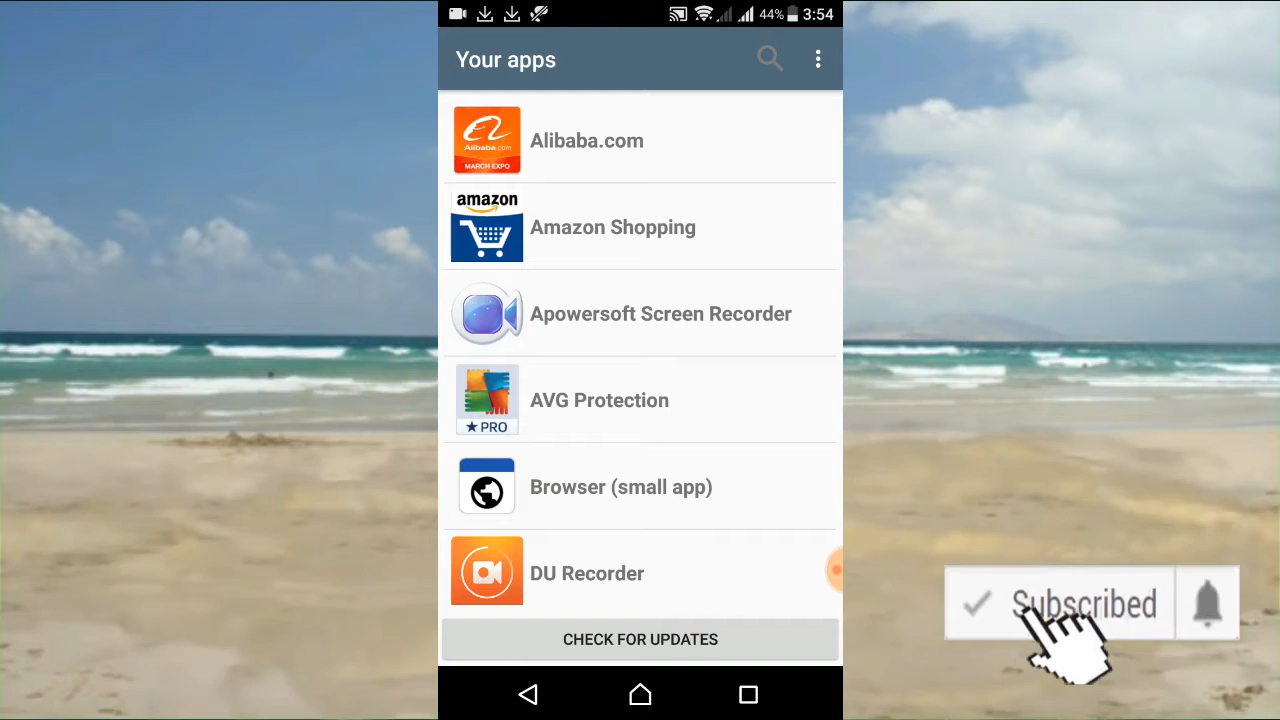 44% 3:54
Your apps
Alibaba.com
MARCH EXPO
Alibaba.com
amazon
Amazon Shopping
Apowersoft Screen Recorder
PRO
AVG Protection
Browser (small app)
DU Recorder
CHECK FOR UPDATES
Subscribed